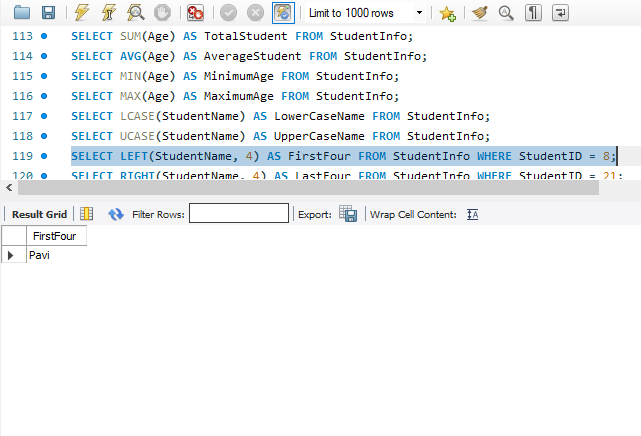 Limit to 1000 rows
113 SELECT SUM(Age) AS TotalStudent FROM StudentInfo;
114 SELECT AVG(Age) AS AverageStudent FROM StudentInfo;
115 SELECT MIN(Age) AS MinimumAge FROM StudentInfo;
116 SELECT MAX(Age) AS MaximumAge FROM StudentInfo;
117 SELECT LCASE(StudentName) AS LowerCaseName FROM StudentInfo;
118 SELECT UCASE(StudentName) AS UpperCaseName FROM StudentInfo;
119 SELECT LEFT(StudentName, 4) AS FirstFour FROM StudentInfo WHERE StudentID = 8;
120 SELECT RIGHT(StudentName, 4) AS LastFour FROM StudentInfo WHERE StudentID = 21;
Result Grid Filter Rows: Export: Wrap Cell Content:
FirstFour
Pavi